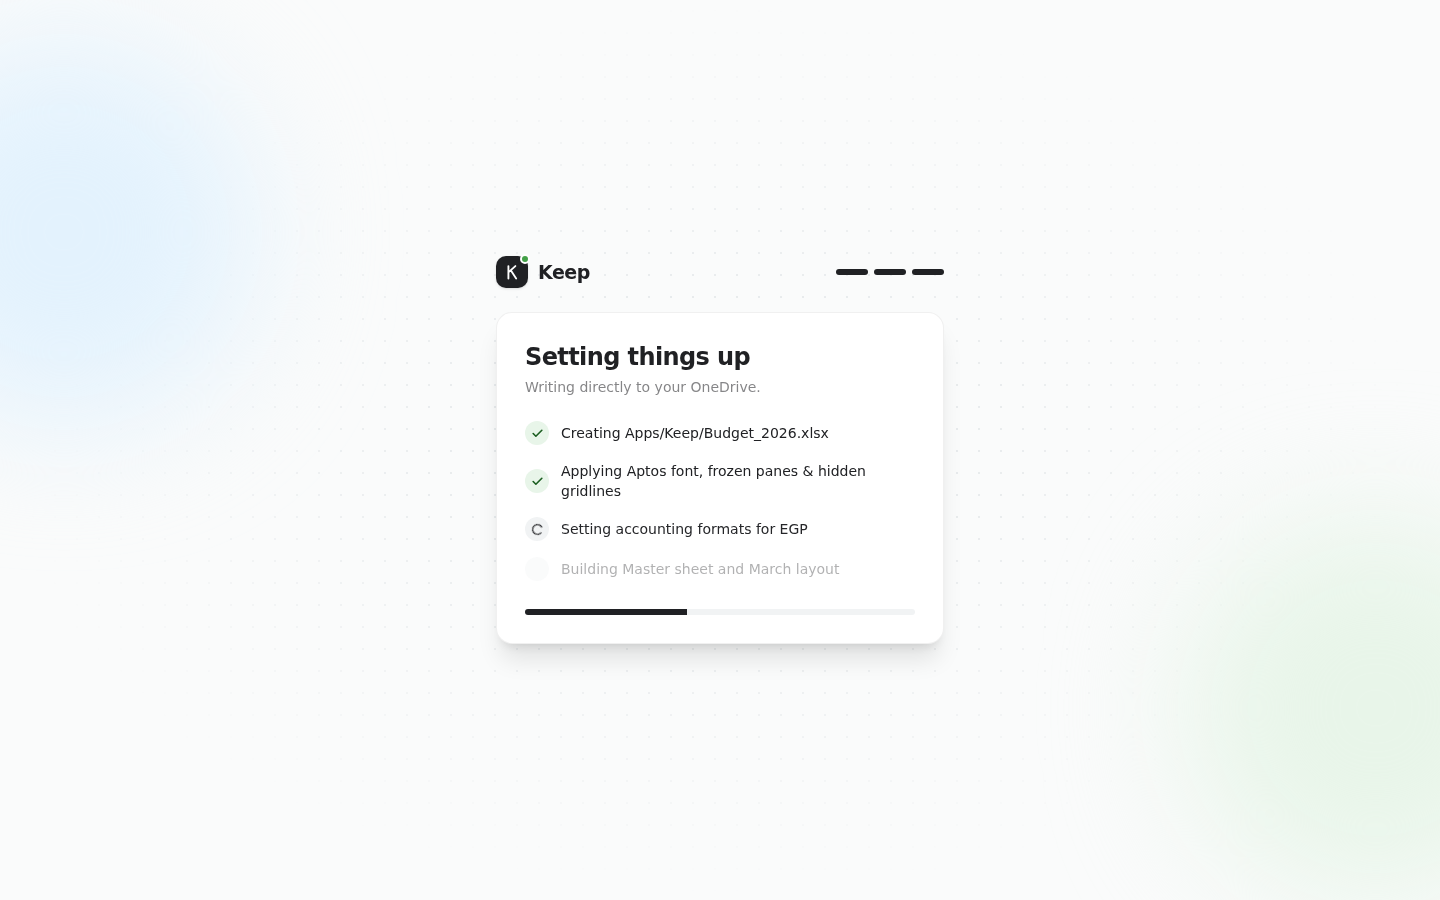 K
Keep
Setting things up
Writing directly to your OneDrive.
Creating Apps/Keep/Budget_2026.xlsx
Applying Aptos font, frozen panes & hidden
gridlines
Setting accounting formats for EGP
Building Master sheet and March layout